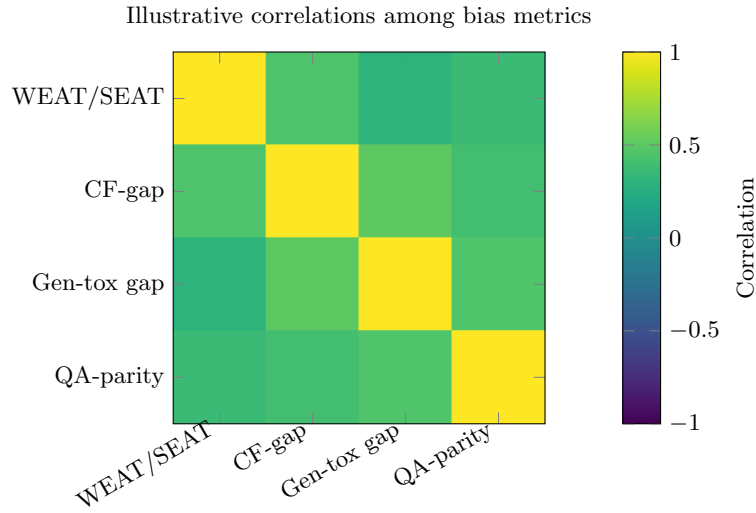 Illustrative correlations among bias metrics
WEAT/SEAT
CF-gap
Gen-tox gap
QA-parity
WEAT/SEAT
CF-gap
Gen-tox gap
QA-parity
1
0.5
0
−0.5
−1
Correlation